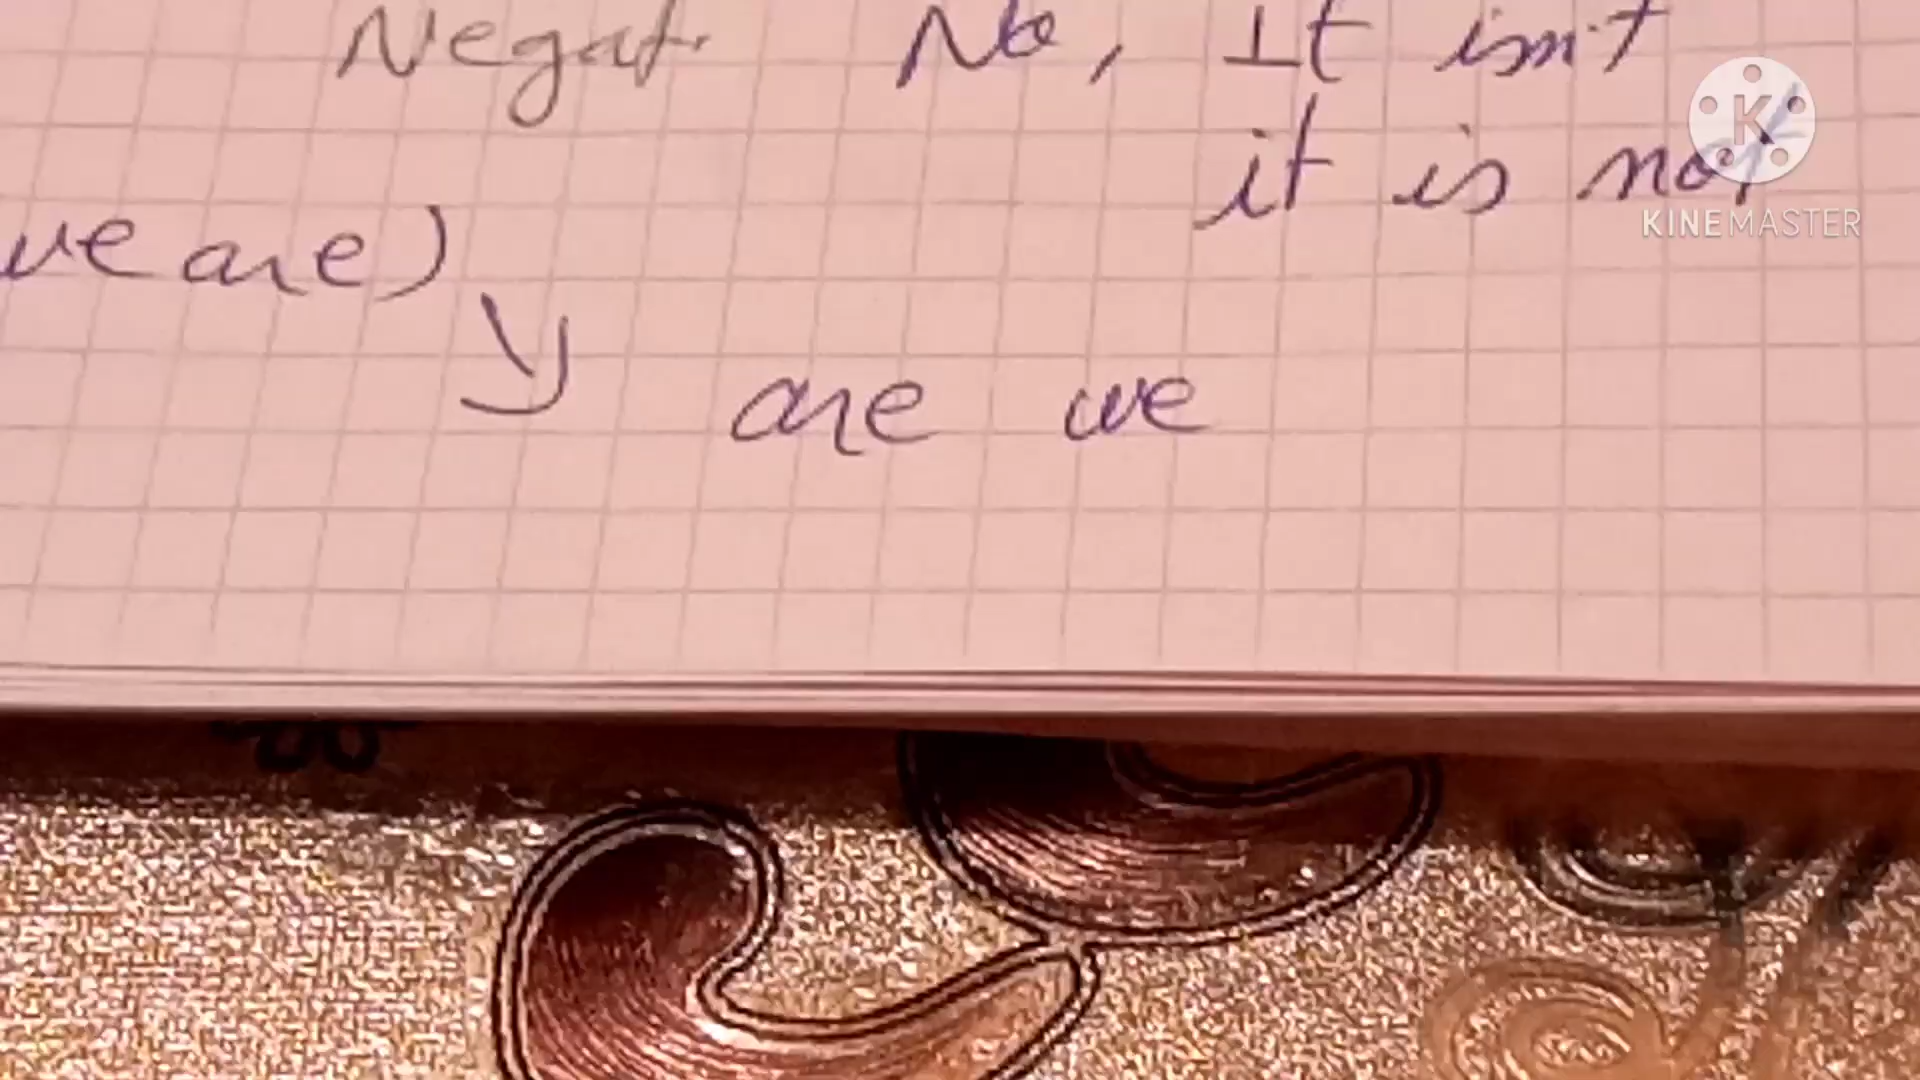 Negat. No, It isn't
it is not
we are)
are we
KINEMASTER